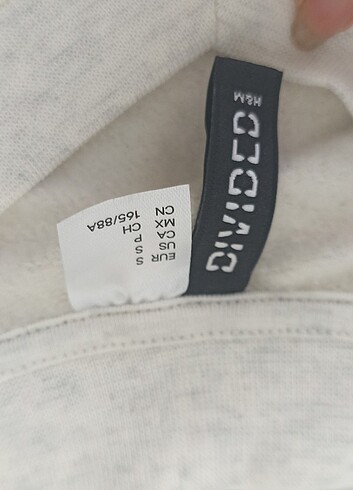 DIVIDED
H&M
EUR S
US S
CA P
MX CH
CN 165/88A